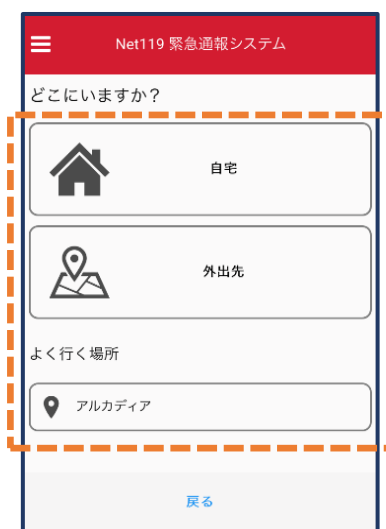 Net119 緊急通報システム
どこにいますか？
自宅
外出先
よく行く場所
アルカディア
戻る